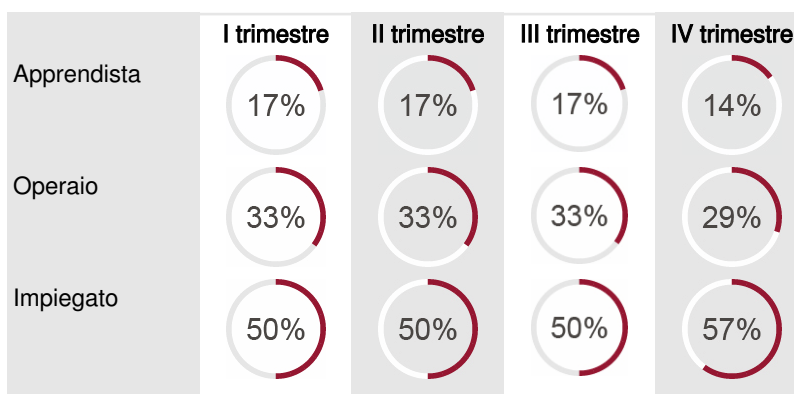 I trimestre II trimestre III trimestre IV trimestre
Apprendista 17% 17% 17% 14%
Operaio 33% 33% 33% 29%
Impiegato 50% 50% 50% 57%